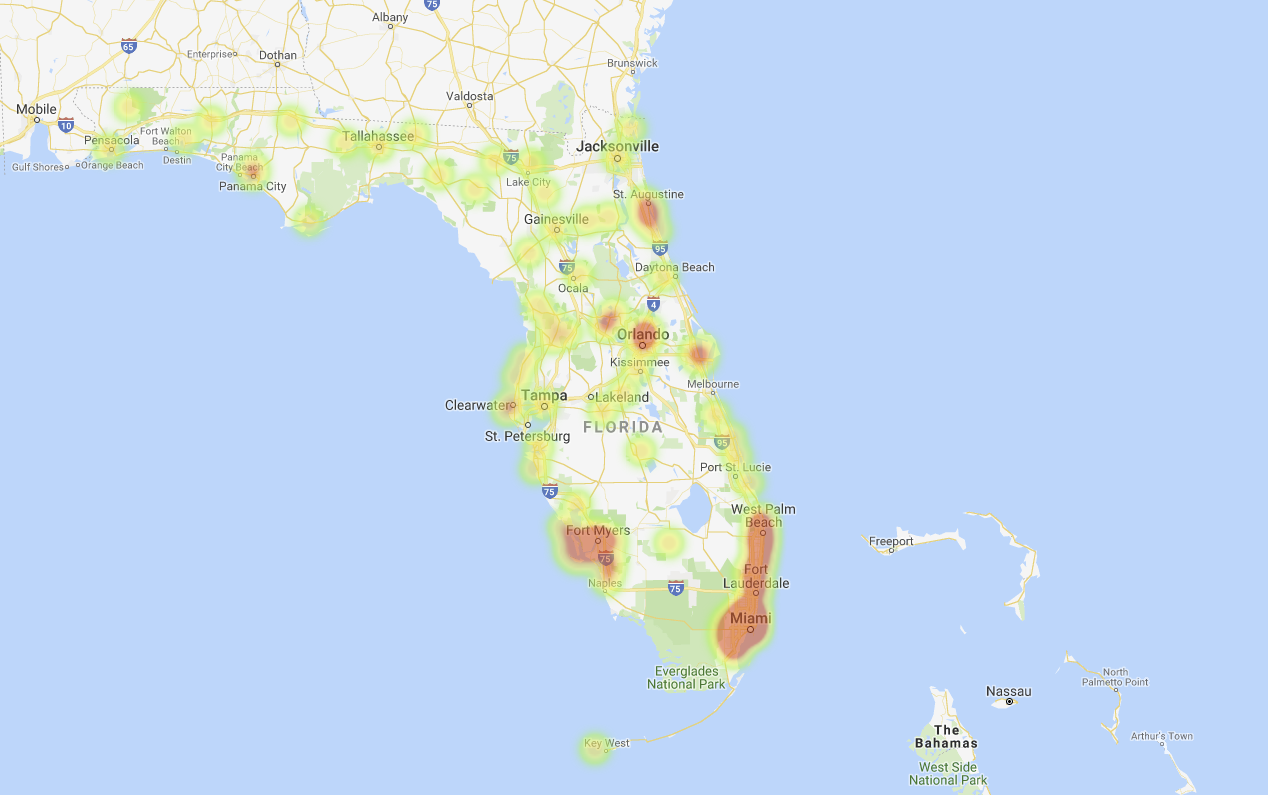 75
Albany
65
Enterprise
Dothan
Brunswick
Valdosta
Mobile
10
Pensacola
Fort Walton
Beach
Destin
Gulf Shores
Orange Beach
Tallahassee
Panama
City Beach
Panama City
75
Lake City
Jacksonville
St. Augustine
Gainesville
95
75
Ocala
Daytona Beach
4
Orlando
Kissimmee
Melbourne
Clearwater
Tampa
Lakeland
St. Petersburg
FLORIDA
95
Port St. Lucie
75
West Palm
Beach
Fort Myers
75
Naples
75
Fort
Lauderdale
Miami
Everglades
National Park
Key West
Freeport
Nassau
North
Palmetto Point
The
Bahamas
Arthur's Town
West Side
National Park